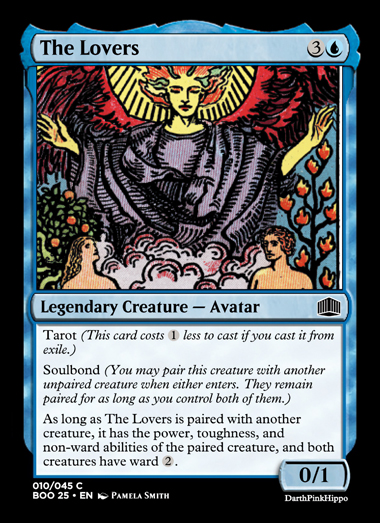 The Lovers 3
Legendary Creature — Avatar
Tarot (This card costs 1 less to cast if you cast it from
exile.)
Soulbond (You may pair this creature with another
unpaired creature when either enters. They remain
paired for as long as you control both of them.)
As long as The Lovers is paired with another
creature, it has the power, toughness, and
non-ward abilities of the paired creature, and both
creatures have ward 2.
0/1
010/045 C
BOO 25 • EN PAMELA SMITH
DarthPinkHippo